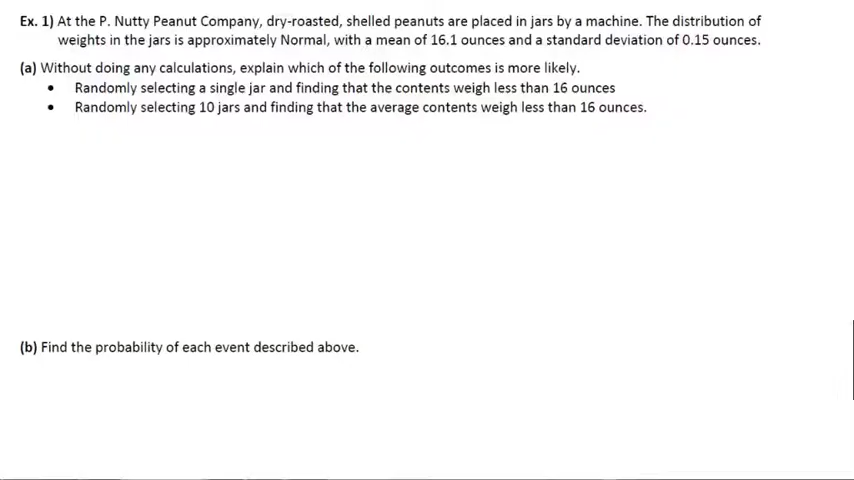 Ex. 1) At the P. Nutty Peanut Company, dry-roasted, shelled peanuts are placed in jars by a machine. The distribution of
weights in the jars is approximately Normal, with a mean of 16.1 ounces and a standard deviation of 0.15 ounces.
(a) Without doing any calculations, explain which of the following outcomes is more likely.
• Randomly selecting a single jar and finding that the contents weigh less than 16 ounces
• Randomly selecting 10 jars and finding that the average contents weigh less than 16 ounces.
(b) Find the probability of each event described above.